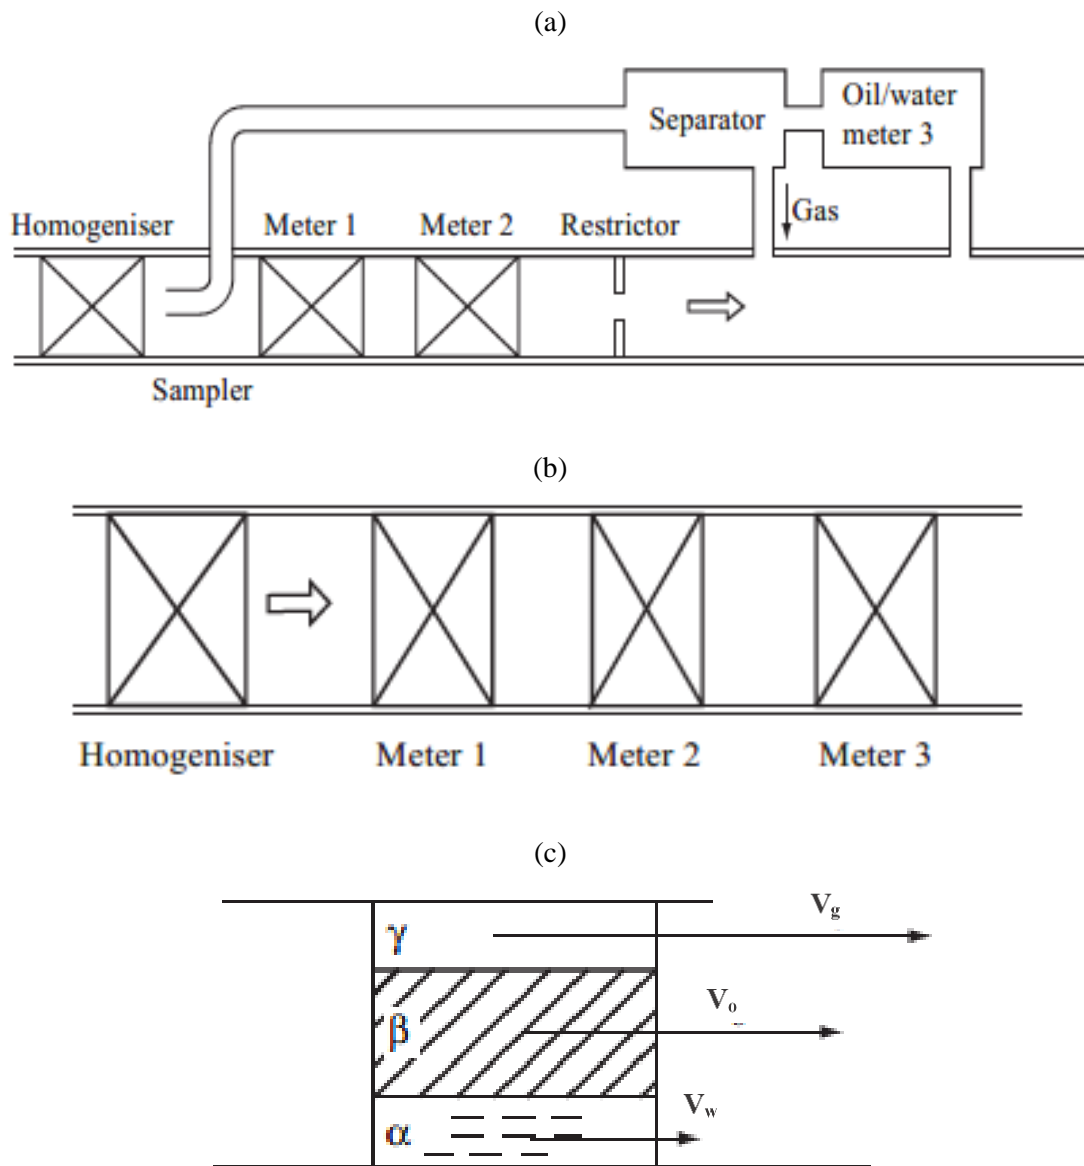 (a)
Separator
Oil/water
meter 3
Homogeniser
Meter 1
Meter 2
Restrictor
Gas
Sampler
(b)
Homogeniser
Meter 1
Meter 2
Meter 3
(c)
γ
Vg
β
Vo
α
Vw